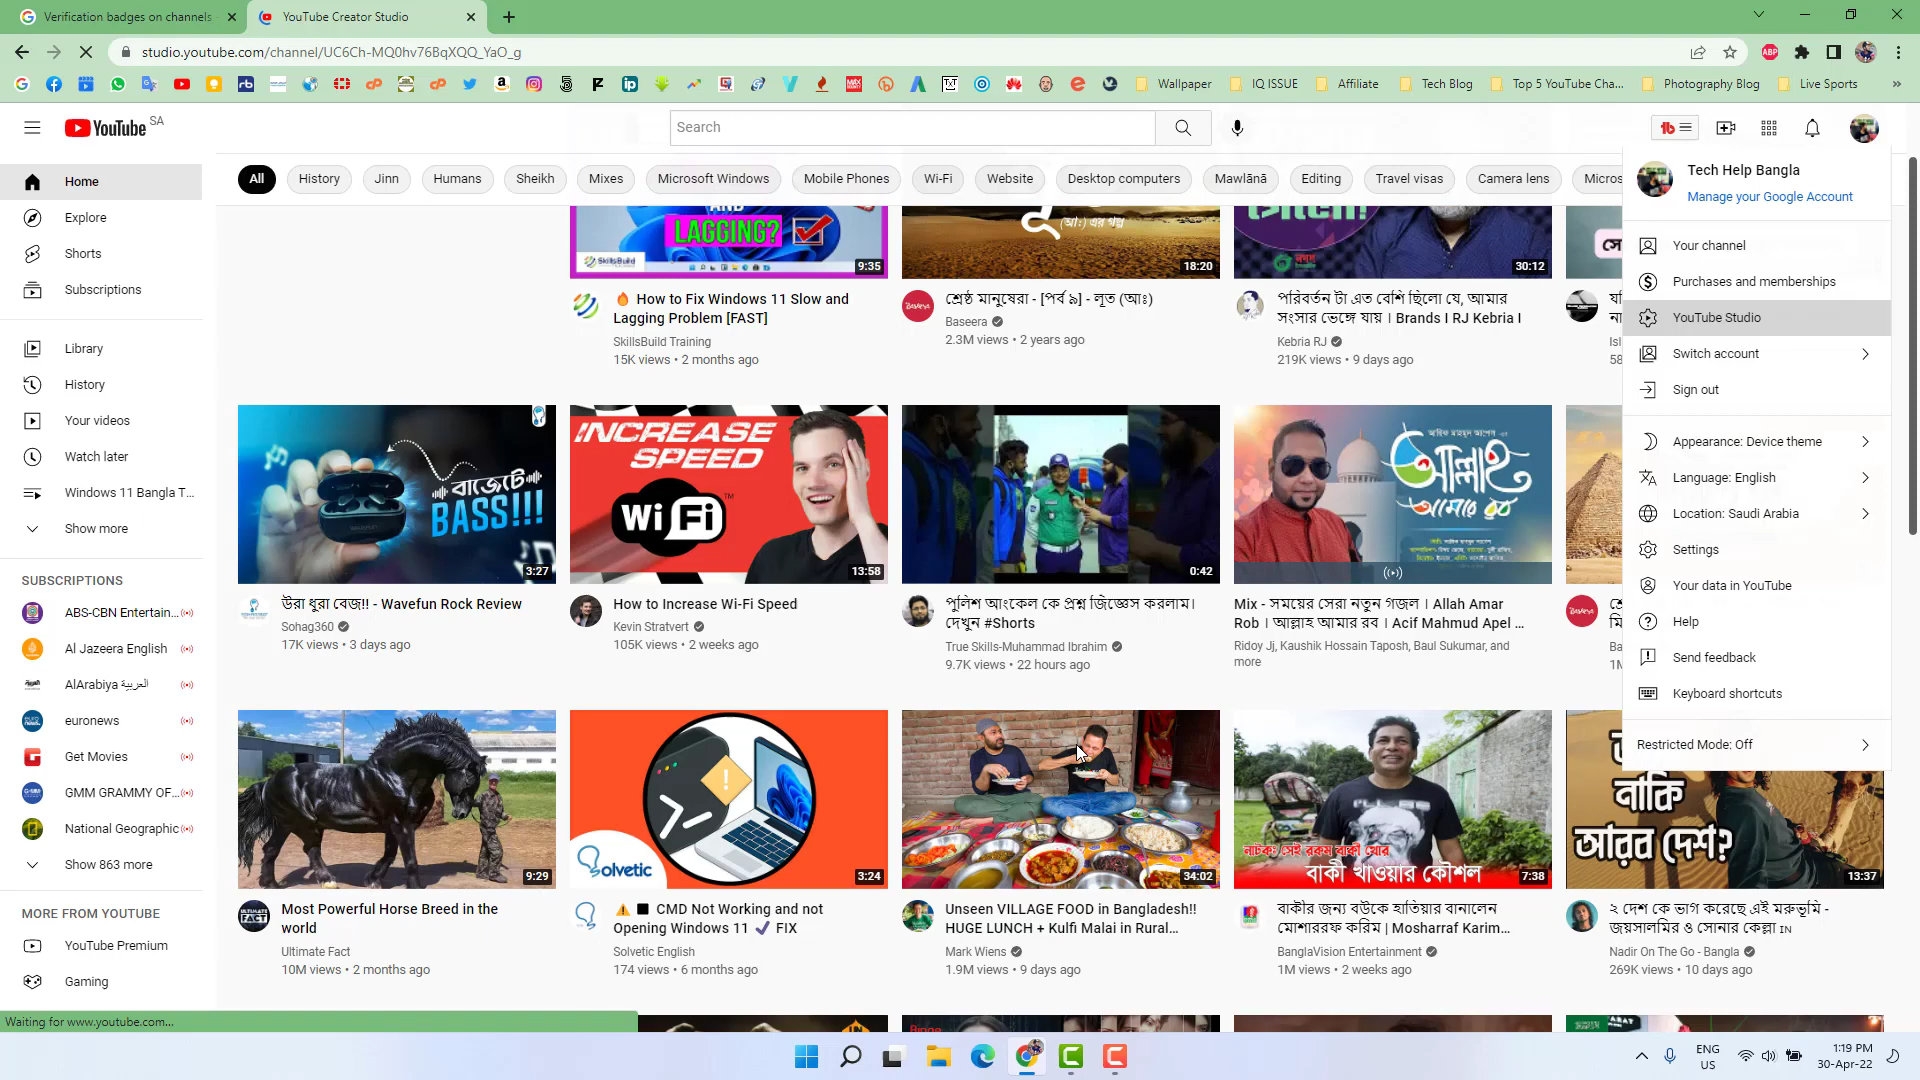 Verification badges on channels
YouTube Creator Studio
studio.youtube.com/channel/UC6Ch-MQ0hv76BqXQQ_YaO_g
Wallpaper
IQ ISSUE
Affiliate
Tech Blog
Top 5 YouTube Cha...
Photography Blog
Live Sports
YouTube SA
Search
Home
Explore
Shorts
Subscriptions
Library
History
Your videos
Watch later
Windows 11 Bangla T...
Show more
SUBSCRIPTIONS
ABS-CBN Entertain...
Al Jazeera English
AlArabiya العربية
euronews
Get Movies
GMM GRAMMY OF...
National Geographic
Show 863 more
MORE FROM YOUTUBE
YouTube Premium
Gaming
All
History
Jinn
Humans
Sheikh
Mixes
Microsoft Windows
Mobile Phones
Wi-Fi
Website
Desktop computers
Mawlānā
Editing
Travel visas
Camera lens
Micros
AND
LAGGING?
SkillsBuild
9:35
(আঃ) এর গল্প
18:20
30:12
🔥 How to Fix Windows 11 Slow and
Lagging Problem [FAST]
SkillsBuild Training
15K views • 2 months ago
শ্রেষ্ঠ মানুষেরা - [পর্ব ৯] - লূত (আঃ)
Baseera
2.3M views • 2 years ago
পরিবর্তন টা এত বেশি ছিলো যে, আমার
সংসার ভেঙ্গে যায় । Brands I RJ Kebria I
Kebria RJ
219K views • 9 days ago
বাজেটে
BASS!!!
3:27
INCREASE
SPEED
Wi Fi
13:58
0:42
আল্লাহ
আমার রব
উরা ধুরা বেজ!! - Wavefun Rock Review
Sohag360
17K views • 3 days ago
How to Increase Wi-Fi Speed
Kevin Stratvert
105K views • 2 weeks ago
পুলিশ আংকেল কে প্রশ্ন জিজ্ঞেস করলাম।
দেখুন #Shorts
True Skills-Muhammad Ibrahim
9.7K views • 22 hours ago
Mix - সময়ের সেরা নতুন গজল । Allah Amar
Rob । আল্লাহ আমার রব । Acif Mahmud Apel ...
Ridoy Jj, Kaushik Hossain Taposh, Baul Sukumar, and
more
9:29
Solvetic
3:24
34:02
নাটক: সেই রকম বাকী খোর
বাকী খাওয়ার কৌশল
7:38
বাকি
আরব দেশ?
13:37
Most Powerful Horse Breed in the
world
Ultimate Fact
10M views • 2 months ago
⚠️ ⬛ CMD Not Working and not
Opening Windows 11 ✔️ FIX
Solvetic English
174 views • 6 months ago
Unseen VILLAGE FOOD in Bangladesh!!
HUGE LUNCH + Kulfi Malai in Rural...
Mark Wiens
1.9M views • 9 days ago
বাকীর জন্য বউকে হাতিয়ার বানালেন
মোশাররফ করিম | Mosharraf Karim...
BanglaVision Entertainment
1M views • 2 weeks ago
২ দেশ কে ভাগ করেছে এই মরুভূমি -
জয়সালমির ও সোনার কেল্লা IN
Nadir On The Go - Bangla
269K views • 10 days ago
Tech Help Bangla
Manage your Google Account
Your channel
Purchases and memberships
YouTube Studio
Switch account
Sign out
Appearance: Device theme
Language: English
Location: Saudi Arabia
Settings
Your data in YouTube
Help
Send feedback
Keyboard shortcuts
Restricted Mode: Off
Waiting for www.youtube.com...
ENG
US
1:19 PM
30-Apr-22